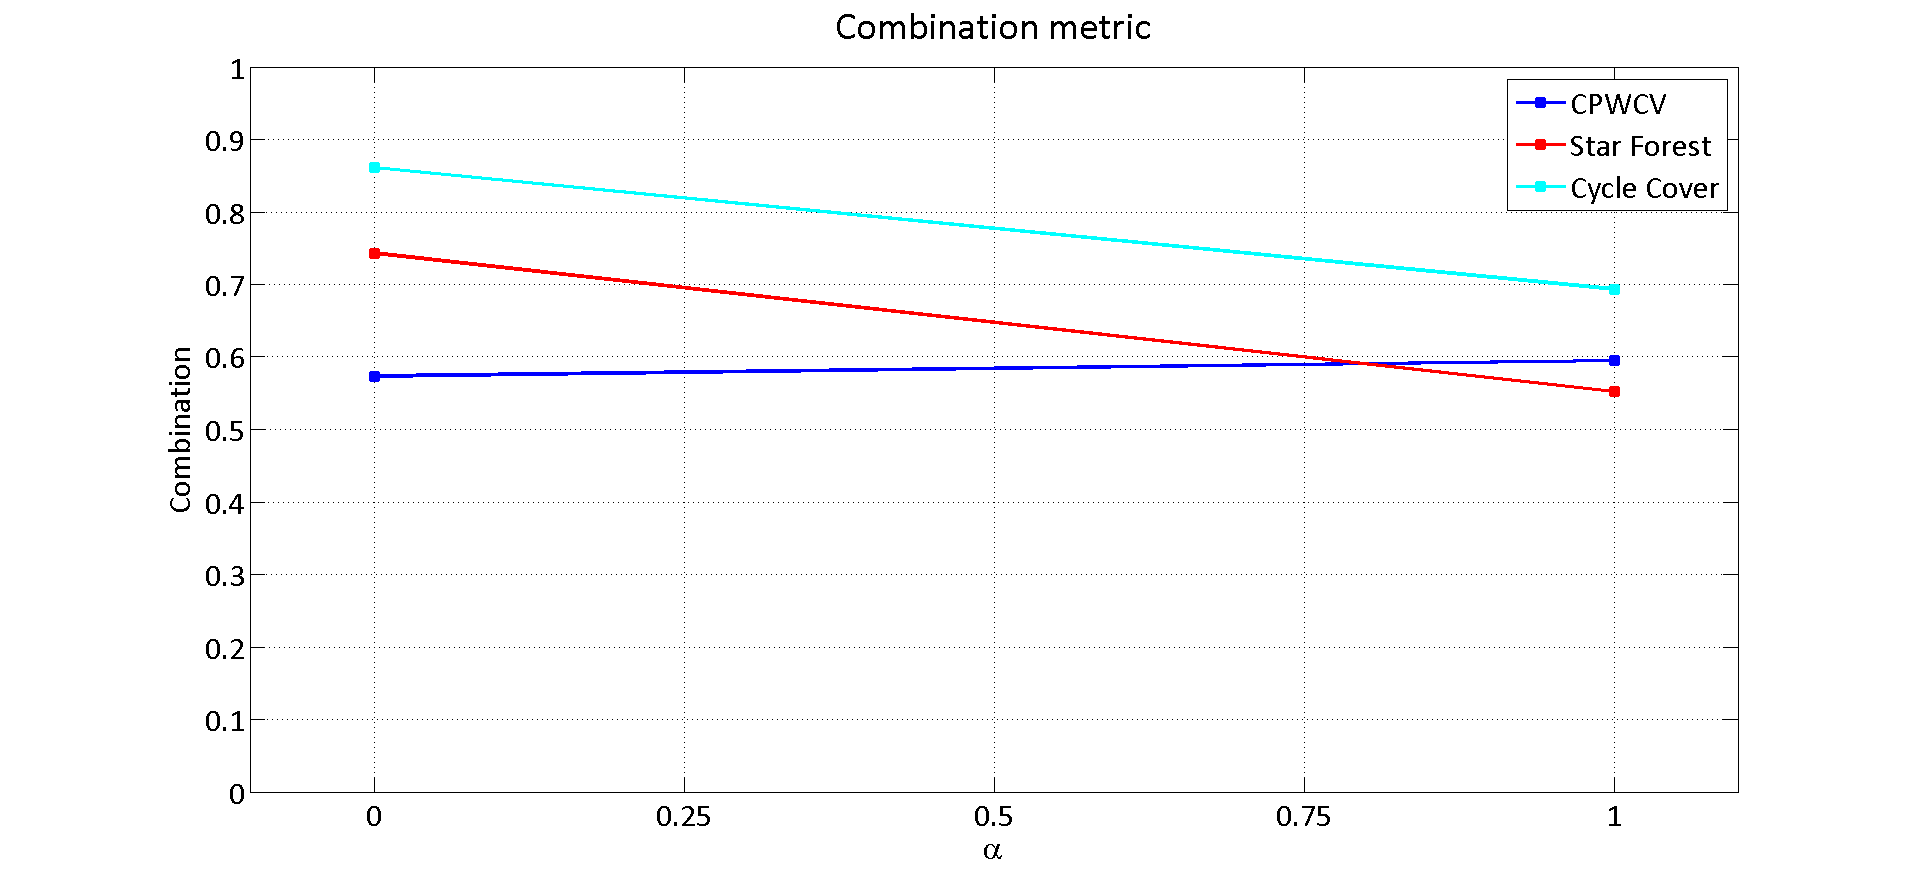 Combination metric
1
0.9
0.8
0.7
0.6
0.5
0.4
0.3
0.2
0.1
0
Combination
CPWCV
Star Forest
Cycle Cover
0 0.25 0.5 0.75 1
α